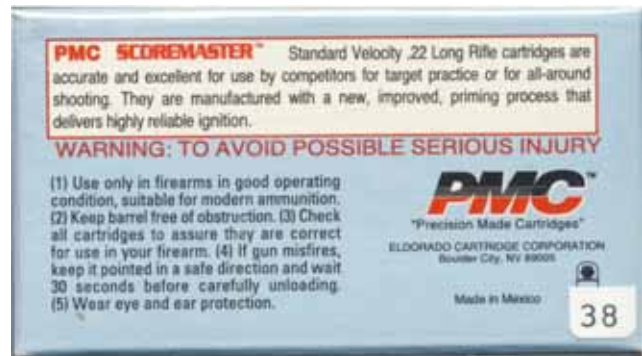 PMC SCOREMASTER™ Standard Velocity .22 Long Rifle cartridges are
accurate and excellent for use by competitors for target practice or for all-around
shooting. They are manufactured with a new, improved, priming process that
delivers highly reliable ignition.
WARNING: TO AVOID POSSIBLE SERIOUS INJURY
(1) Use only in firearms in good operating
condition, suitable for modern ammunition.
(2) Keep barrel free of obstruction. (3) Check
all cartridges to assure they are correct
for use in your firearm. (4) If gun misfires,
keep it pointed in a safe direction and wait
30 seconds before carefully unloading.
(5) Wear eye and ear protection.
PMC™
"Precision Made Cartridges"
ELDORADO CARTRIDGE CORPORATION
Boulder City, NV 89005
Made in Mexico
38